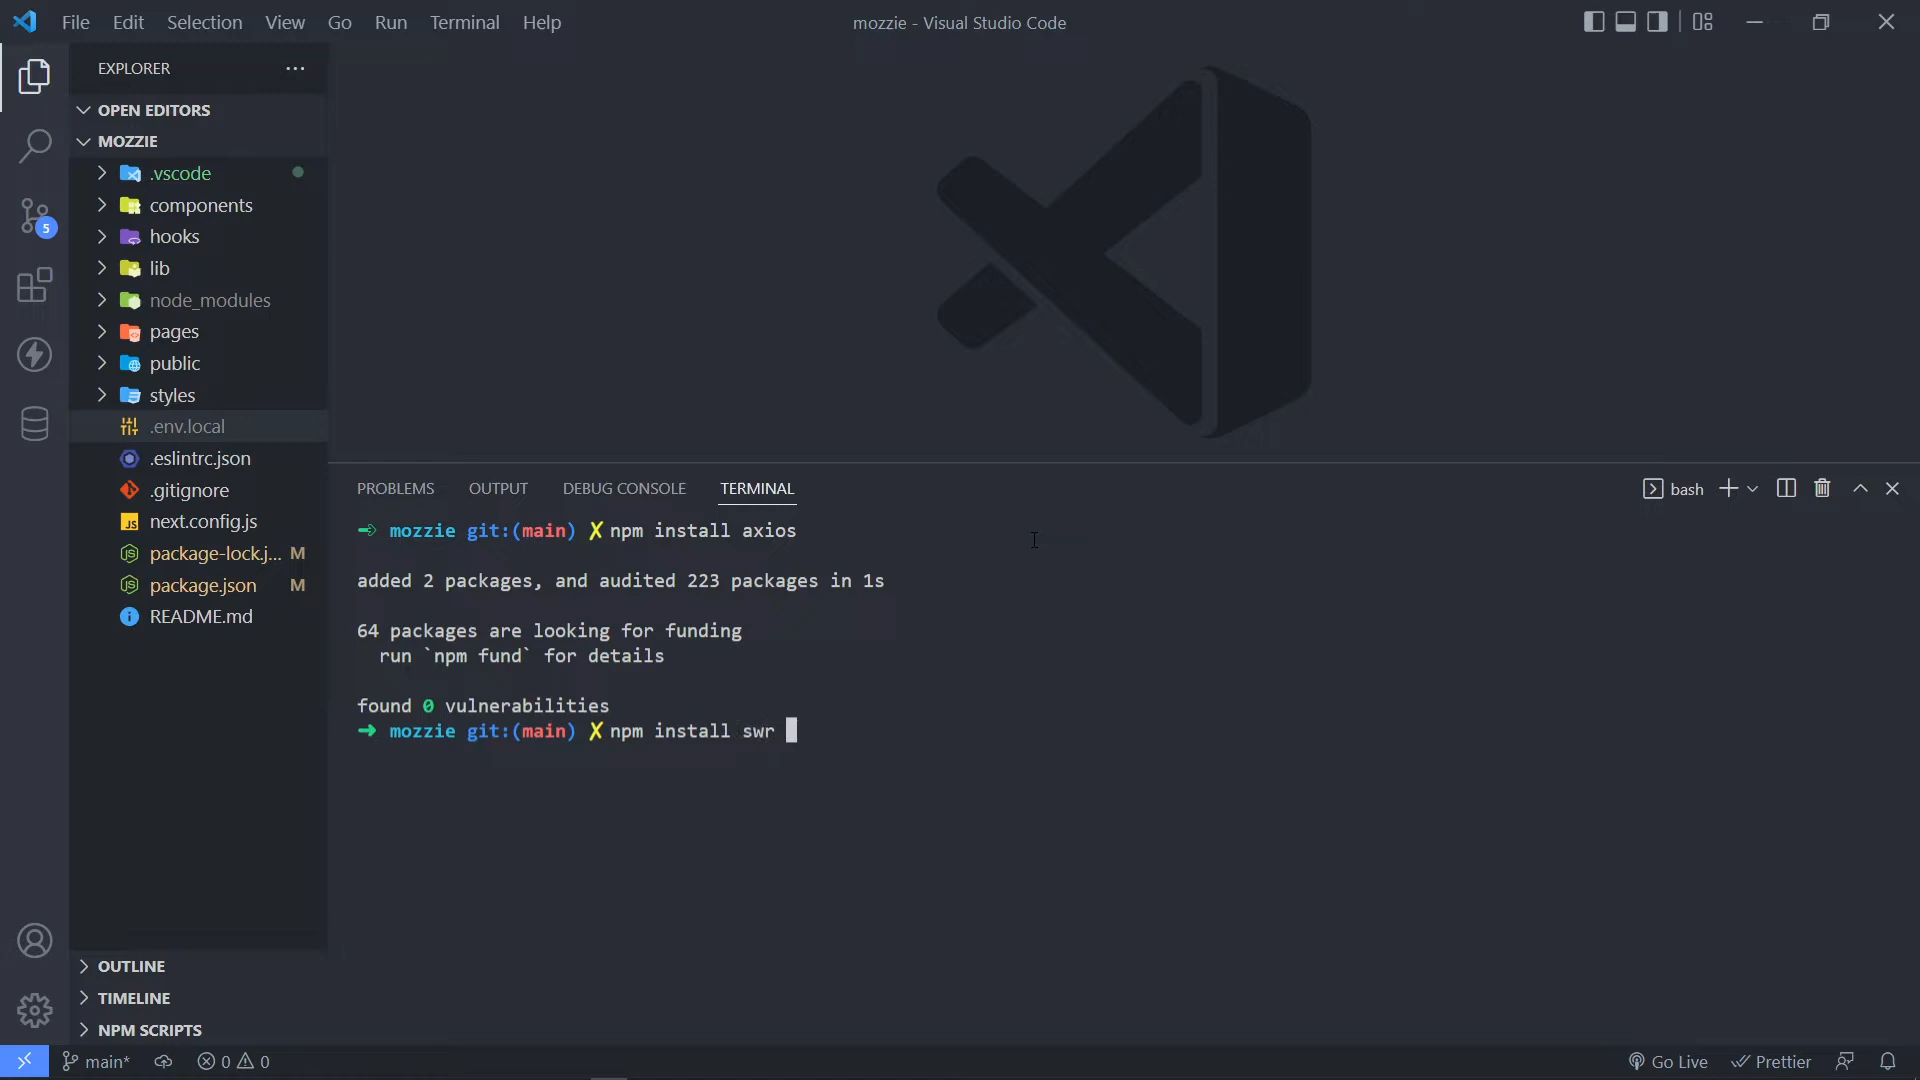 File Edit Selection View Go Run Terminal Help
mozzie - Visual Studio Code
EXPLORER
OPEN EDITORS
MOZZIE
.vscode
components
hooks
lib
node_modules
pages
public
styles
.env.local
.eslintrc.json
.gitignore
next.config.js
package-lock.j... M
package.json M
README.md
OUTLINE
TIMELINE
NPM SCRIPTS
5
PROBLEMS OUTPUT DEBUG CONSOLE TERMINAL
bash
➜ mozzie git:(main) ✗ npm install axios
added 2 packages, and audited 223 packages in 1s
64 packages are looking for funding
run `npm fund` for details
found 0 vulnerabilities
➜ mozzie git:(main) ✗ npm install swr
main* 0 0
Go Live Prettier